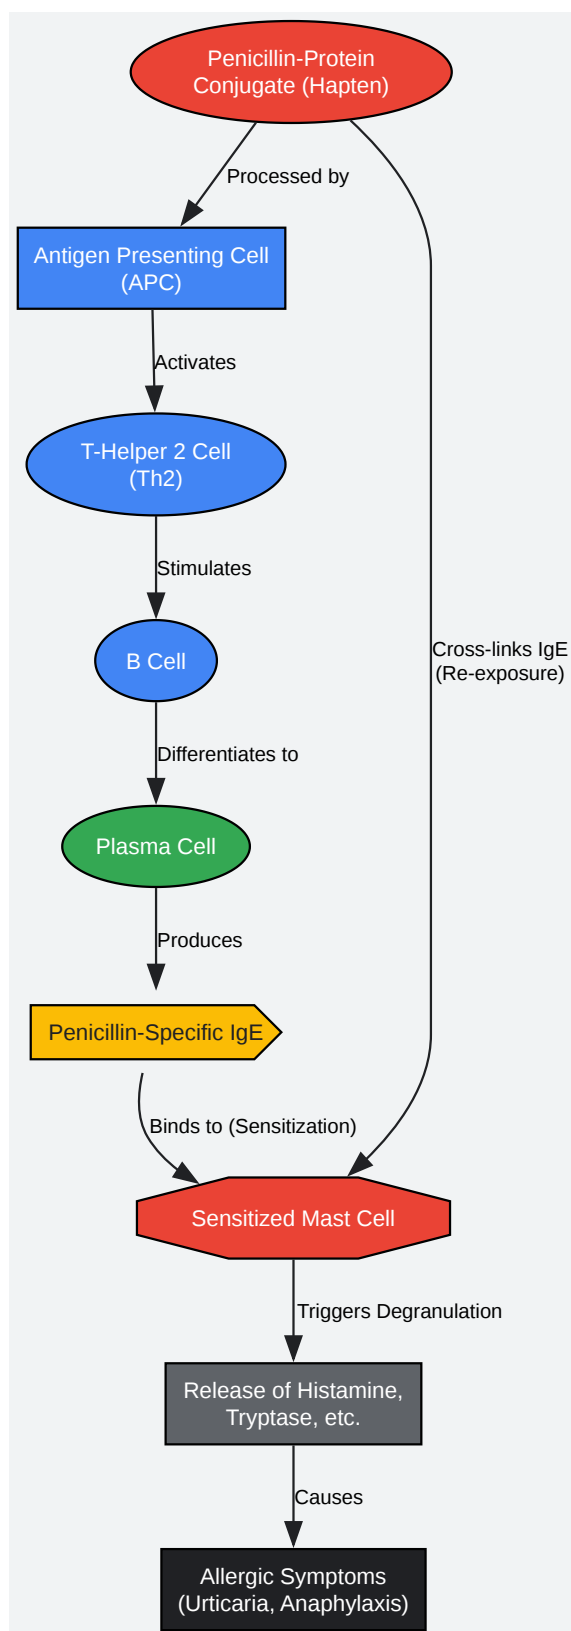 Penicillin-Protein
Conjugate (Hapten)
Processed by
Antigen Presenting Cell
(APC)
Activates
T-Helper 2 Cell
(Th2)
Stimulates
B Cell
Cross-links IgE
(Re-exposure)
Differentiates to
Plasma Cell
Produces
Penicillin-Specific IgE
Binds to (Sensitization)
Sensitized Mast Cell
Triggers Degranulation
Release of Histamine,
Tryptase, etc.
Causes
Allergic Symptoms
(Urticaria, Anaphylaxis)